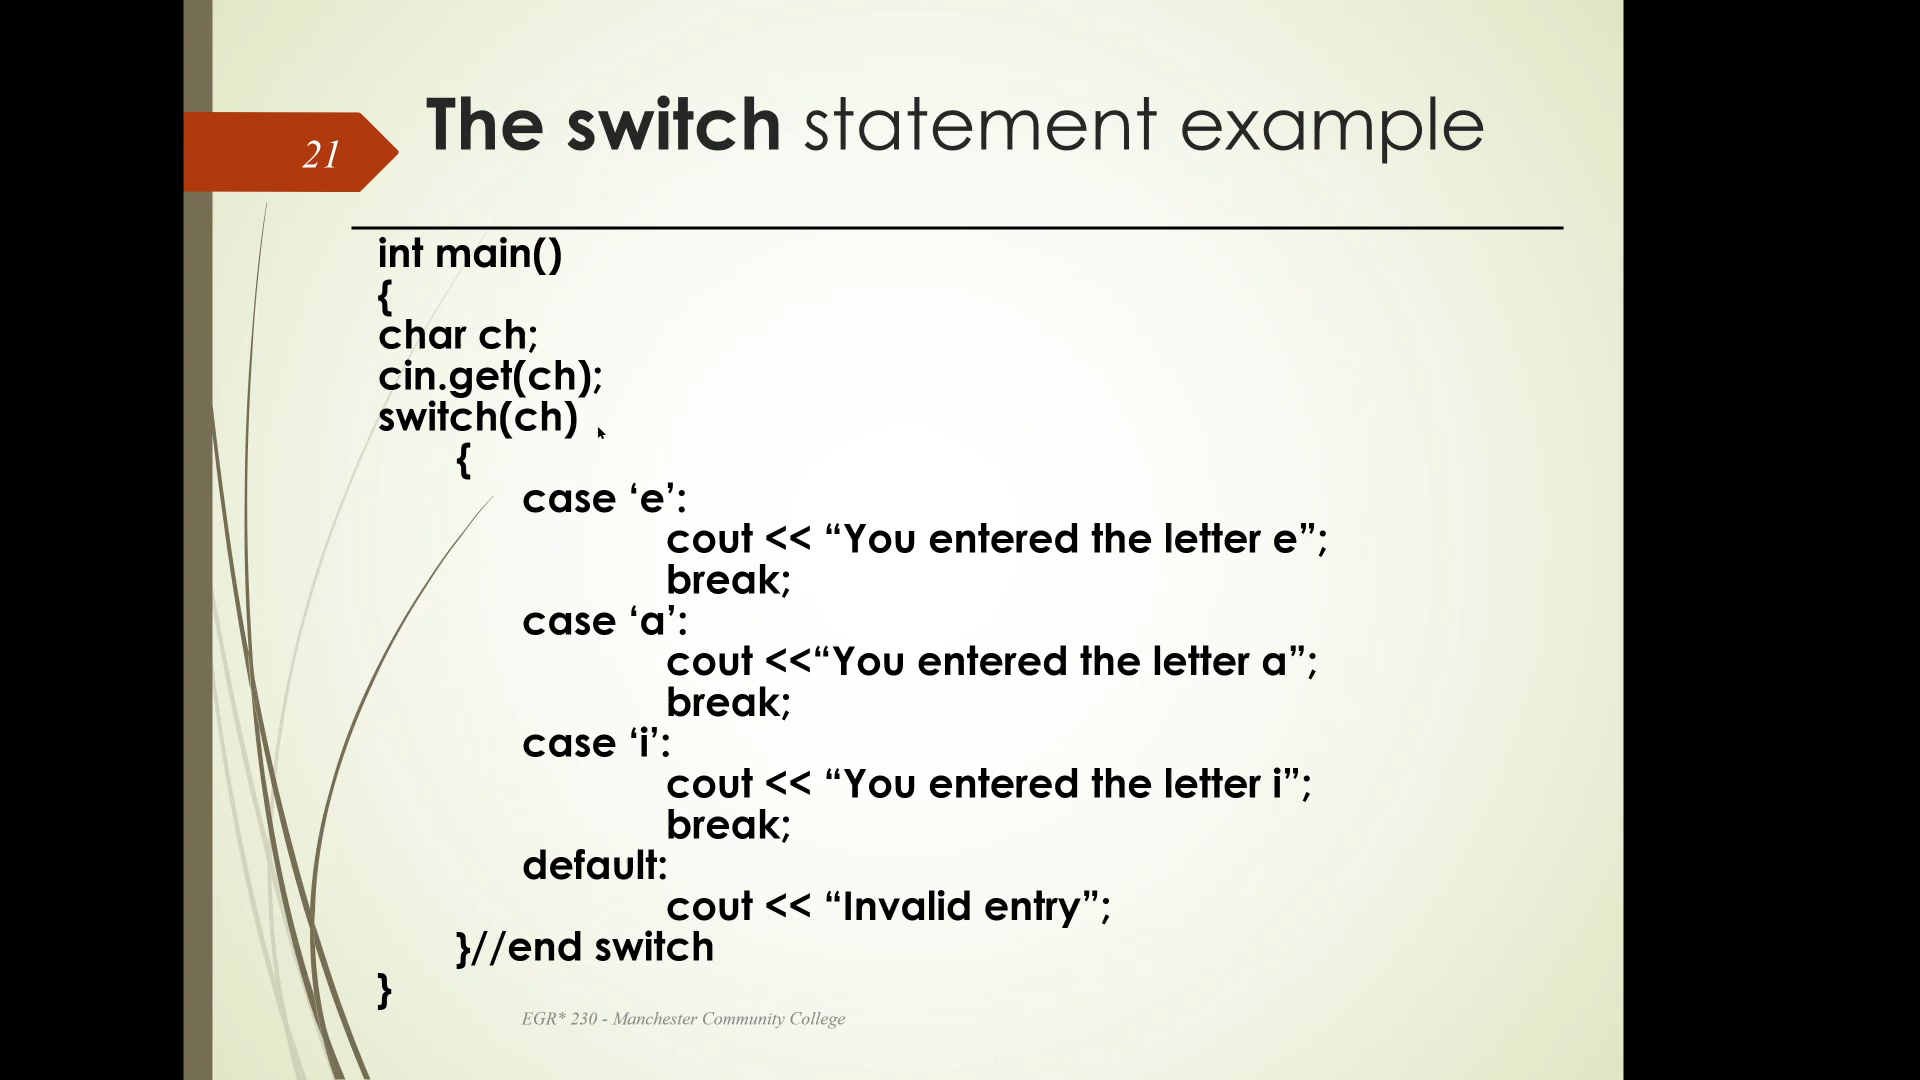 21
The switch statement example
int main()
{
char ch;
cin.get(ch);
switch(ch)
{
case ‘e’:
cout << “You entered the letter e”;
break;
case ‘a’:
cout <<“You entered the letter a”;
break;
case ‘i’:
cout << “You entered the letter i”;
break;
default:
cout << “Invalid entry”;
}//end switch
}
EGR* 230 - Manchester Community College